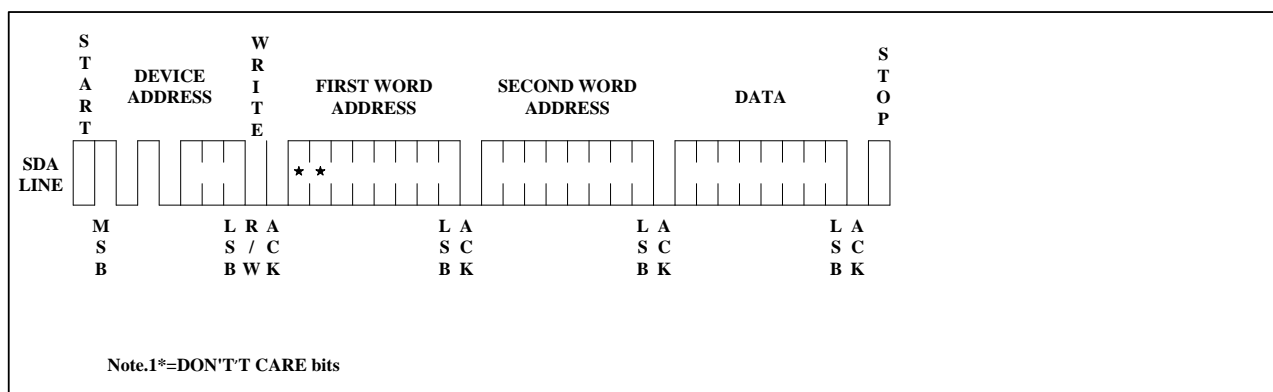 START
DEVICE
ADDRESS
WRITE
FIRST WORD
ADDRESS
SECOND WORD
ADDRESS
DATA
STOP
SDA
LINE
★ ★
MSB
LSB
R/W
ACK
LSB
ACK
LSB
ACK
LSB
ACK
Note.1*=DON'T'T CARE bits